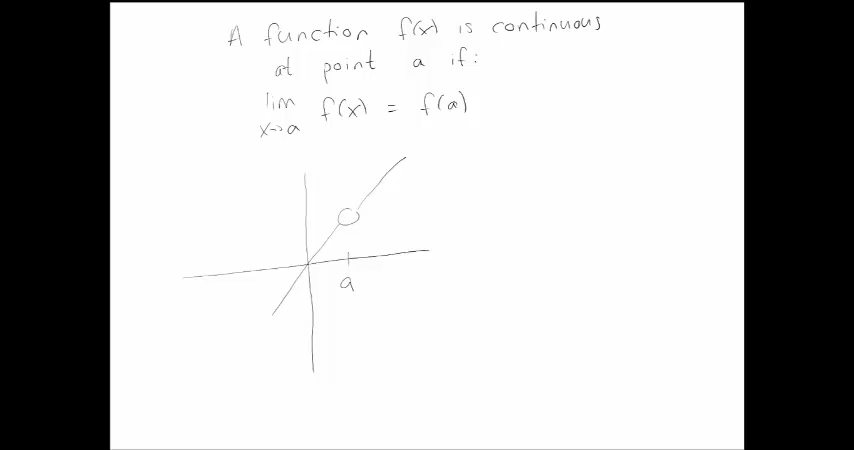 A function f(x) is continuous
at point a if:
lim f(x) = f(a)
x→a
a